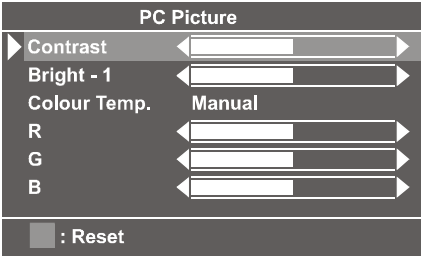 PC Picture
Contrast
Bright - 1
Colour Temp. Manual
R
G
B
: Reset